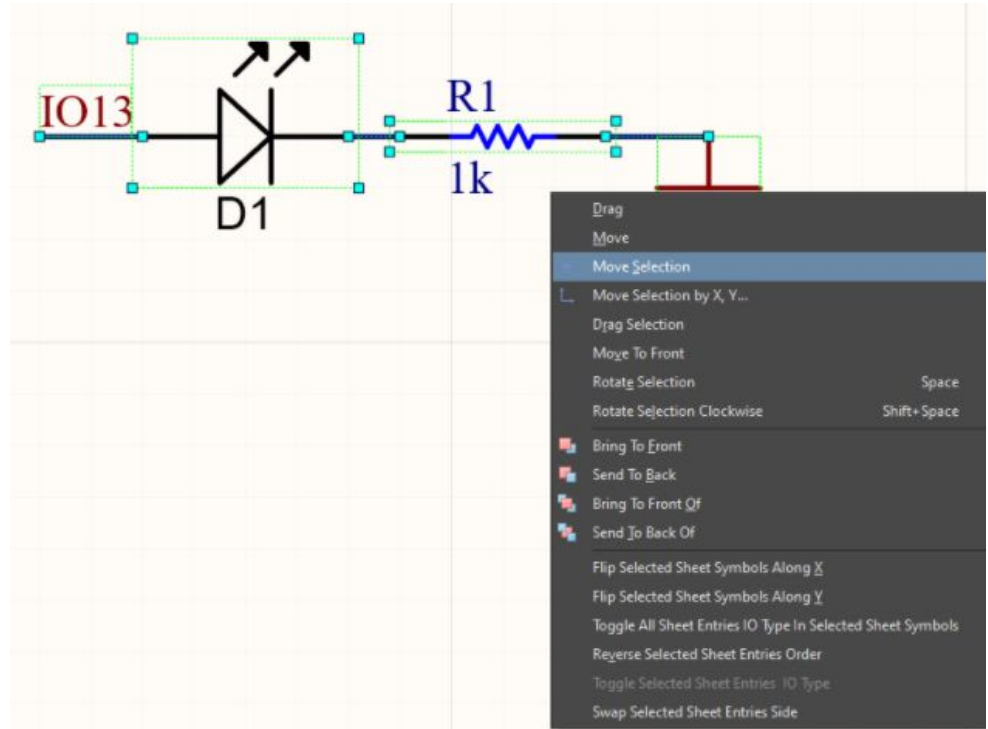 IO13
R1
1k
D1
Drag
Move
Move Selection
Move Selection by X, Y...
Drag Selection
Move To Front
Rotate Selection Space
Rotate Selection Clockwise Shift+Space
Bring To Front
Send To Back
Bring To Front Of
Send To Back Of
Flip Selected Sheet Symbols Along X
Flip Selected Sheet Symbols Along Y
Toggle All Sheet Entries IO Type In Selected Sheet Symbols
Reverse Selected Sheet Entries Order
Toggle Selected Sheet Entries IO Type
Swap Selected Sheet Entries Side